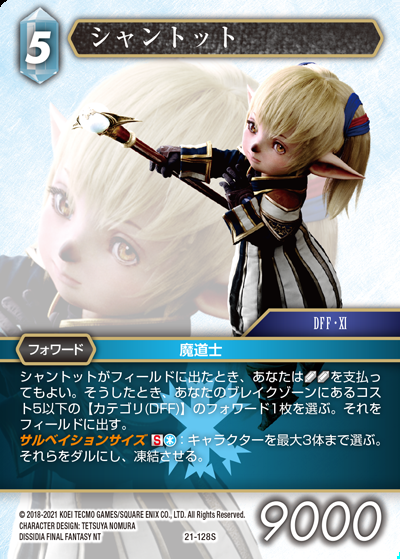 5
シャントット
DFF・XI
フォワード
魔道士
シャントットがフィールドに出たとき、あなたは《》《》を支払っ
てもよい。そうしたとき、あなたのブレイクゾーンにあるコス
ト5以下の【カテゴリ(DFF)】のフォワード1枚を選ぶ。それを
フィールドに出す。
サルベイションサイズ S：キャラクターを最大3体まで選ぶ。
それらをダルにし、凍結させる。
© 2018-2021 KOEI TECMO GAMES/SQUARE ENIX CO., LTD. All Rights Reserved.
CHARACTER DESIGN: TETSUYA NOMURA
DISSIDIA FINAL FANTASY NT
21-128S
9000